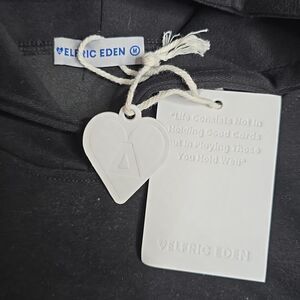 ELFRIC EDEN M
"Life Consists Not in
Holding Good Cards
But in Playing Those
You Hold Well"
ELFRIC EDEN